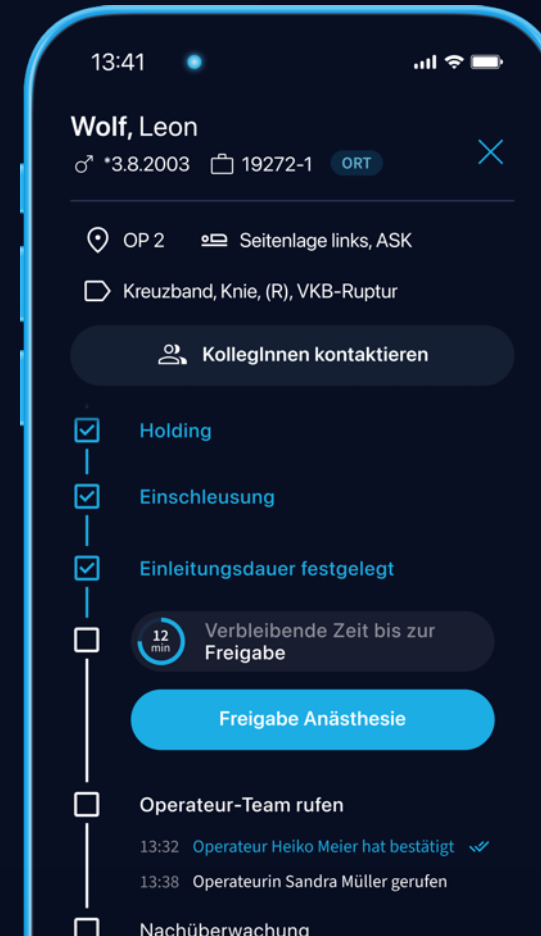 13:41
Wolf, Leon
*3.8.2003 19272-1 ORT
OP 2 Seitenlage links, ASK
Kreuzband, Knie, (R), VKB-Ruptur
KollegInnen kontaktieren
Holding
Einschleusung
Einleitungsdauer festgelegt
12 min
Verbleibende Zeit bis zur
Freigabe
Freigabe Anästhesie
Operateur-Team rufen
13:32 Operateur Heiko Meier hat bestätigt
13:38 Operateurin Sandra Müller gerufen
Nachüberwachung